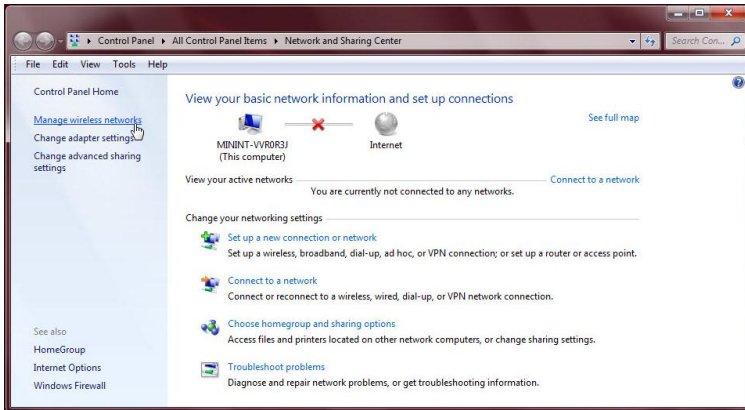 Control Panel ▸ All Control Panel Items ▸ Network and Sharing Center
Search Con...
File Edit View Tools Help
Control Panel Home
Manage wireless networks
Change adapter settings
Change advanced sharing
settings
See also
HomeGroup
Internet Options
Windows Firewall
View your basic network information and set up connections
See full map
MININT-VVR0R3J
(This computer)
Internet
View your active networks
Connect to a network
You are currently not connected to any networks.
Change your networking settings
Set up a new connection or network
Set up a wireless, broadband, dial-up, ad hoc, or VPN connection; or set up a router or access point.
Connect to a network
Connect or reconnect to a wireless, wired, dial-up, or VPN network connection.
Choose homegroup and sharing options
Access files and printers located on other network computers, or change sharing settings.
Troubleshoot problems
Diagnose and repair network problems, or get troubleshooting information.